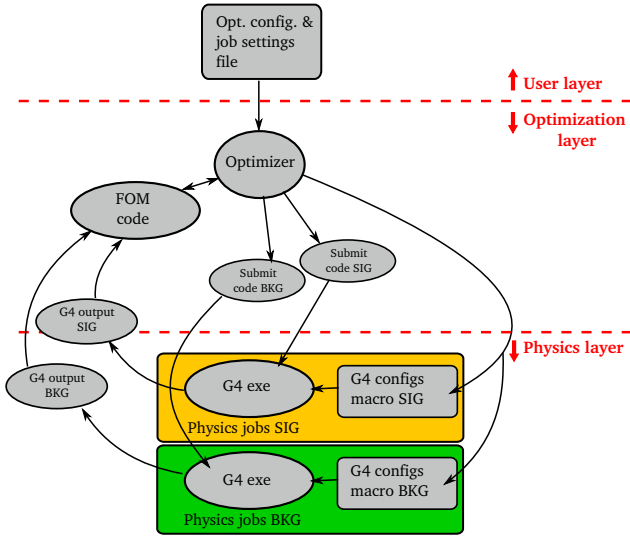 Opt. config. &
job settings
file
User layer
Optimization
layer
Optimizer
FOM
code
Submit
code SIG
Submit
code BKG
G4 output
SIG
Physics layer
G4 output
BKG
G4 exe
G4 configs
macro SIG
Physics jobs SIG
G4 exe
G4 configs
macro BKG
Physics jobs BKG